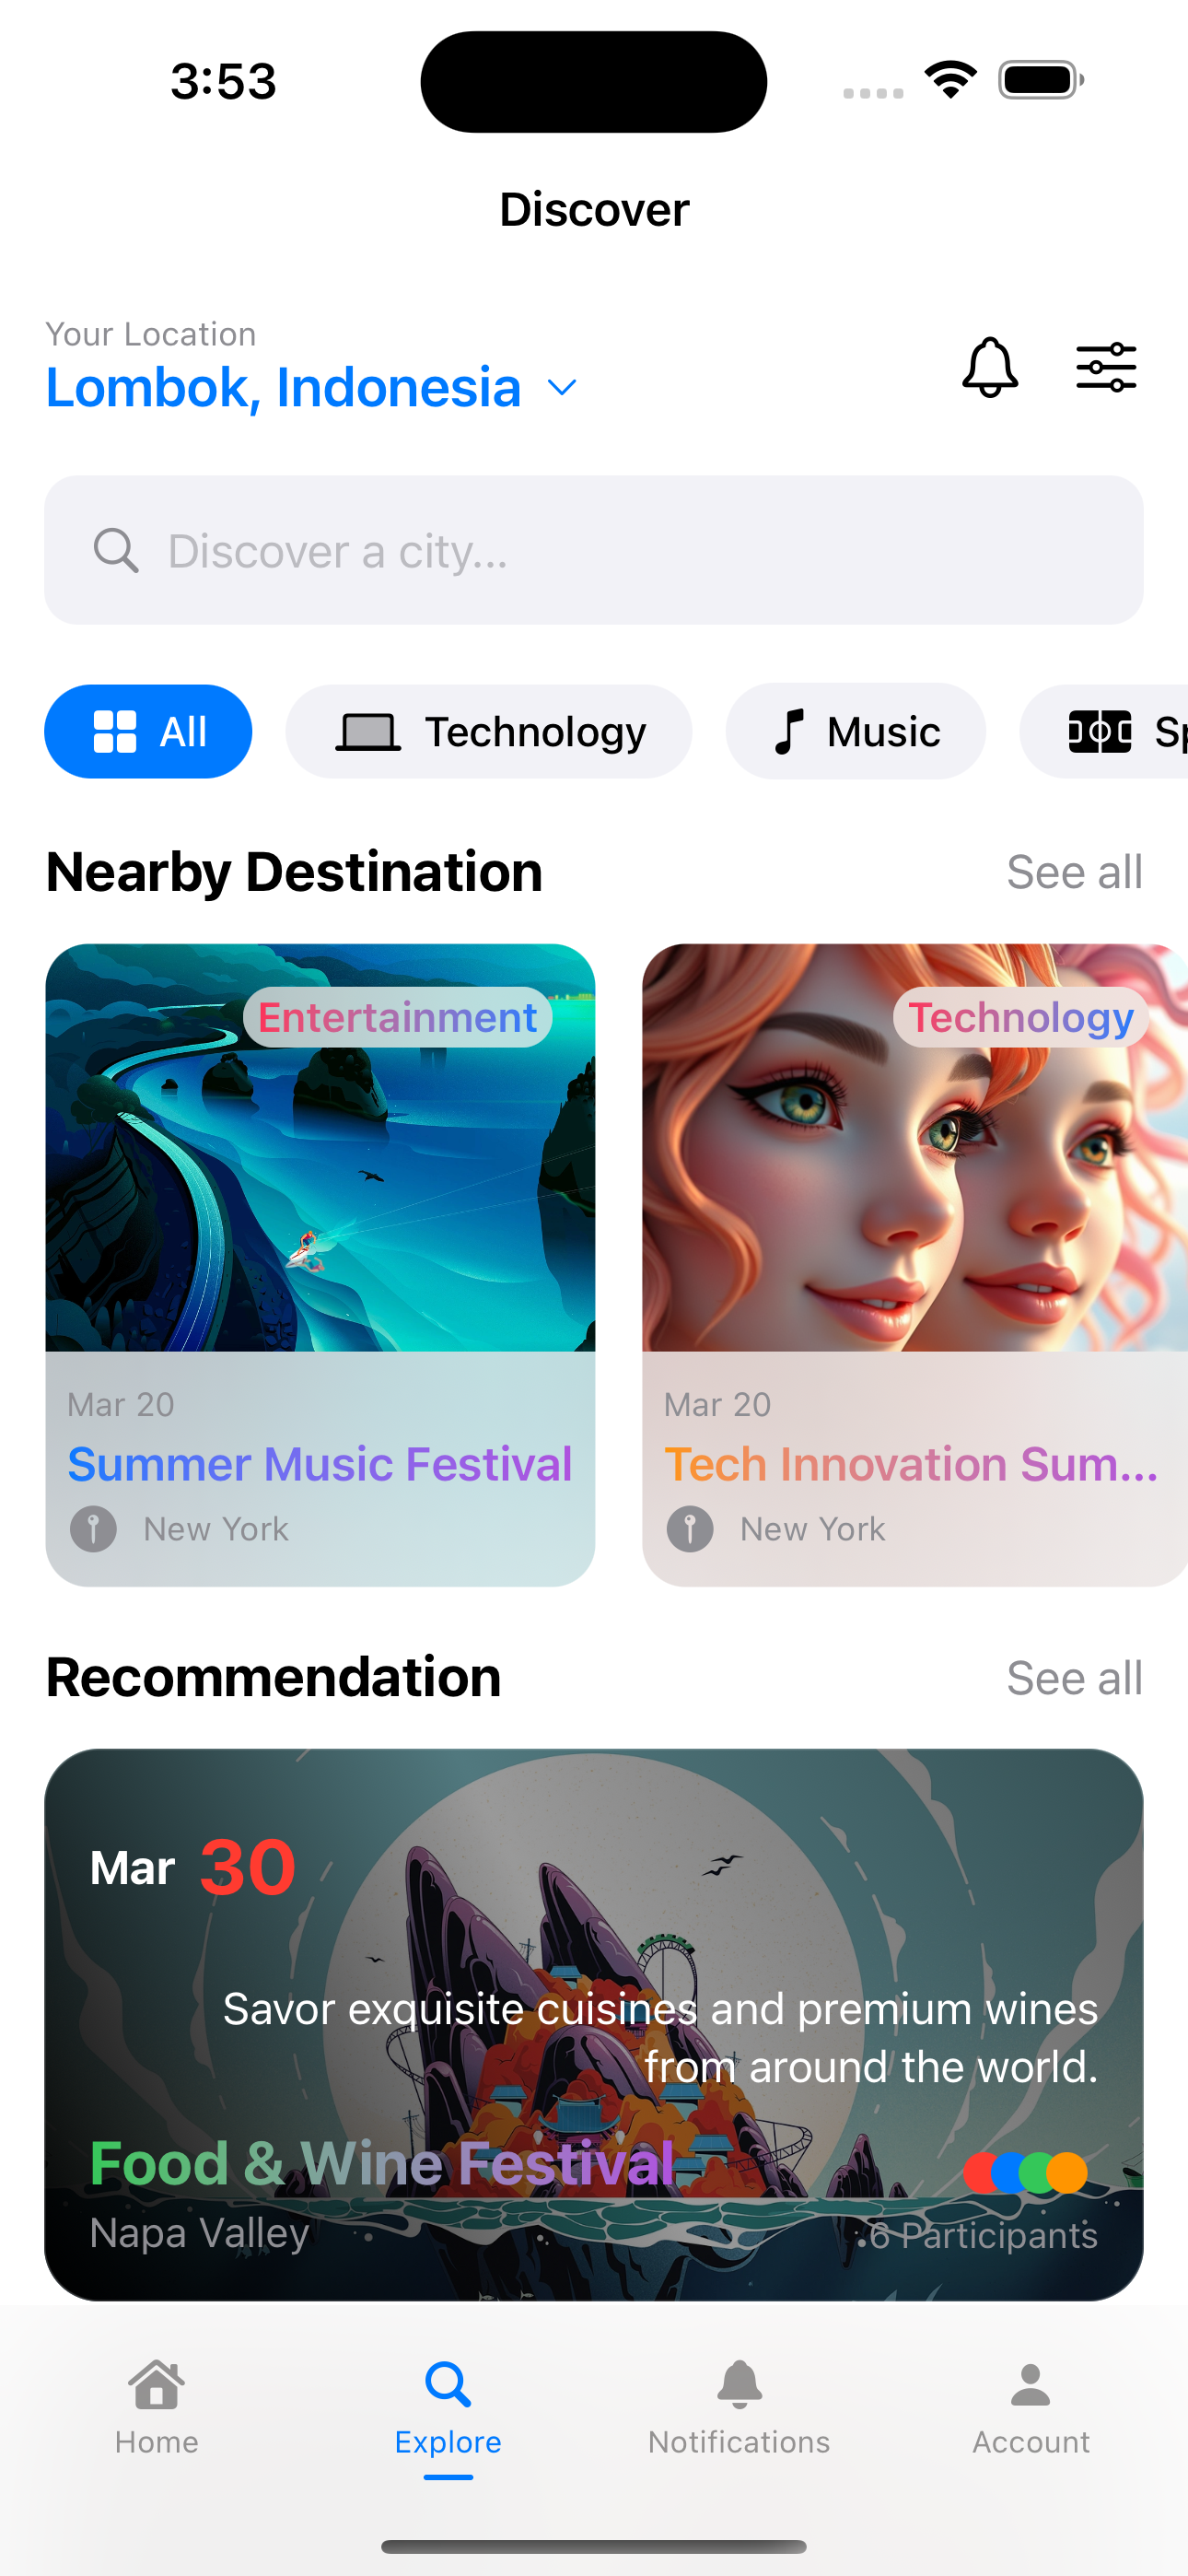 3:53
Discover
Your Location
Lombok, Indonesia
Discover a city...
All
Technology
Music
Sp
Nearby Destination
See all
Entertainment
Technology
Mar 20
Summer Music Festival
New York
Mar 20
Tech Innovation Sum...
New York
Recommendation
See all
Mar 30
Savor exquisite cuisines and premium wines
from around the world.
Food & Wine Festival
Napa Valley
•6 Participants
Home
Explore
Notifications
Account